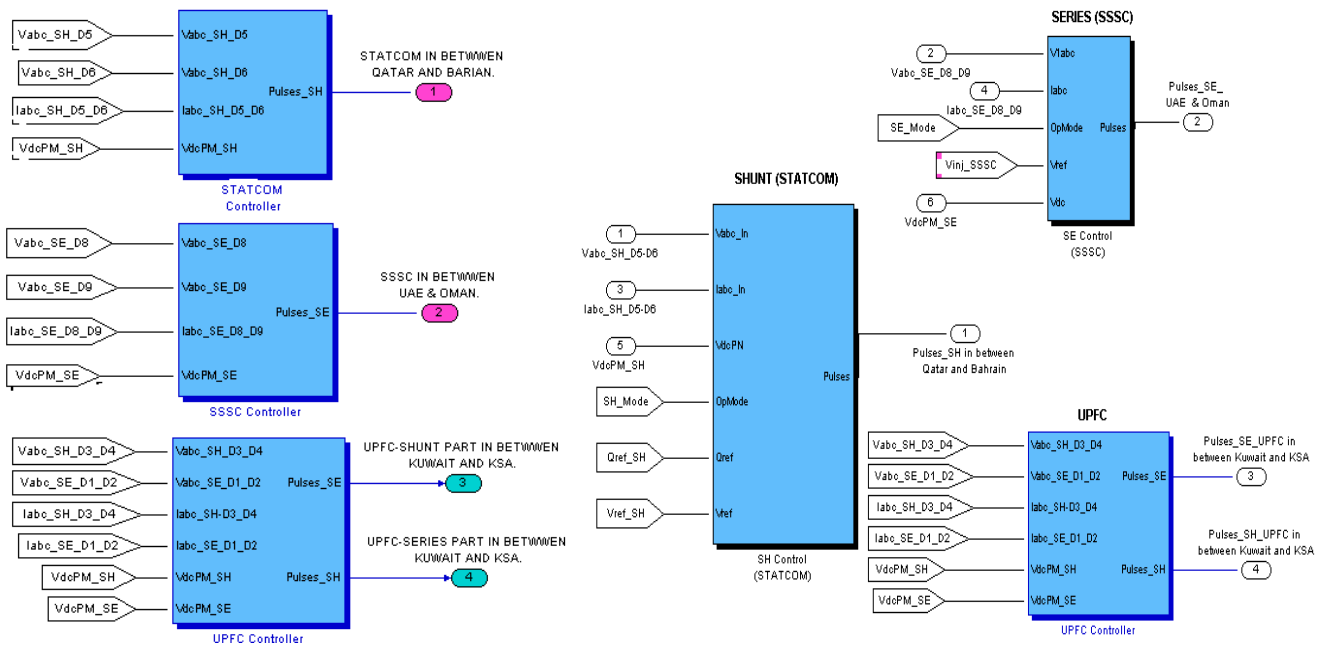 Vabc_SH_D5
Vabc_SH_D6
Iabc_SH_D5_D6
VdcPM_SH
Vabc_SH_D5
Vabc_SH_D6
Iabc_SH_D5_D6
VdcPM_SH
Pulses_SH
STATCOM
Controller
STATCOM IN BETWWEN
QATAR AND BARIAN.
1
Vabc_SE_D8
Vabc_SE_D9
Iabc_SE_D8_D9
VdcPM_SE
Vabc_SE_D8
Vabc_SE_D9
Iabc_SE_D8_D9
VdcPM_SE
Pulses_SE
SSSC Controller
SSSC IN BETWWEN
UAE & OMAN.
2
Vabc_SH_D3_D4
Vabc_SE_D1_D2
Iabc_SH_D3_D4
Iabc_SE_D1_D2
VdcPM_SH
VdcPM_SE
Vabc_SH_D3_D4
Vabc_SE_D1_D2
Iabc_SH-D3_D4
Iabc_SE_D1_D2
VdcPM_SH
VdcPM_SE
Pulses_SE
Pulses_SH
UPFC Controller
UPFC-SHUNT PART IN BETWWEN
KUWAIT AND KSA.
3
UPFC-SERIES PART IN BETWWEN
KUWAIT AND KSA.
4
SHUNT (STATCOM)
1
Vabc_SH_D5-D6
3
Iabc_SH_D5-D6
5
VdcPM_SH
SH_Mode
Qref_SH
Vref_SH
Vabc_In
Iabc_In
VdcPN
OpMode
Qref
Vref
Pulses
SH Control
(STATCOM)
1
Pulses_SH in between
Qatar and Bahrain
SERIES (SSSC)
2
Vabc_SE_D8_D9
4
Iabc_SE_D8_D9
SE_Mode
Vinj_SSSC
6
VdcPM_SE
V1abc
Iabc
OpMode
Vref
Vdc
Pulses
SE Control
(SSSC)
Pulses_SE_
UAE & Oman
2
UPFC
Vabc_SH_D3_D4
Vabc_SE_D1_D2
Iabc_SH_D3_D4
Iabc_SE_D1_D2
VdcPM_SH
VdcPM_SE
Vabc_SH_D3_D4
Vabc_SE_D1_D2
Iabc_SH-D3_D4
Iabc_SE_D1_D2
VdcPM_SH
VdcPM_SE
Pulses_SE
Pulses_SH
UPFC Controller
Pulses_SE_UPFC in
between Kuwait and KSA
3
Pulses_SH_UPFC in
between Kuwait and KSA
4